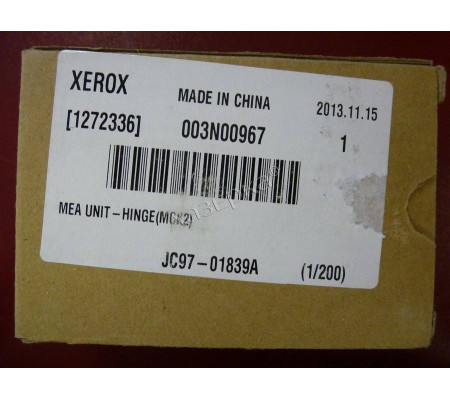 XEROX
MADE IN CHINA
2013.11.15
[1272336]
003N00967
1
MEA UNIT-HINGE(MCK2)
JC97-01839A
(1/200)